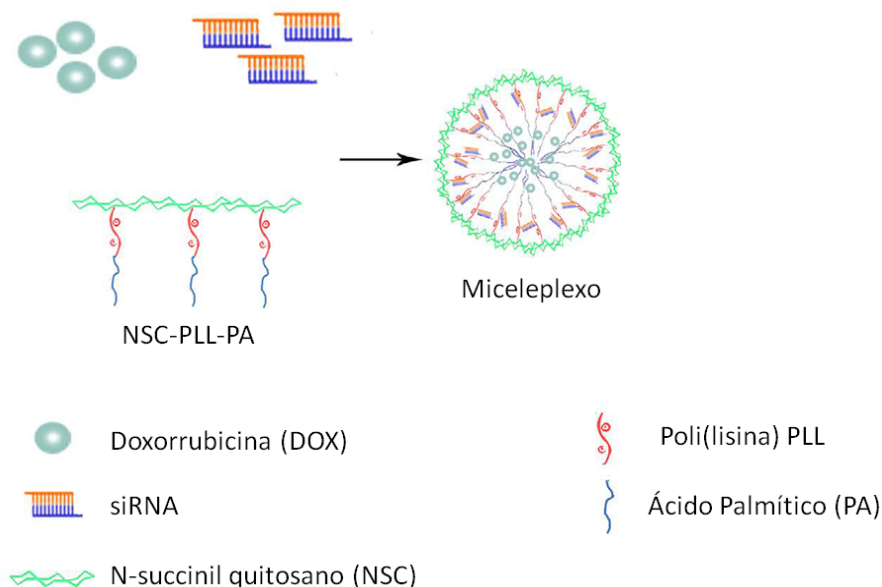 Miceleplexo
NSC-PLL-PA
Doxorrubicina (DOX)
Poli(lisina) PLL
siRNA
Ácido Palmítico (PA)
N-succinil quitosano (NSC)